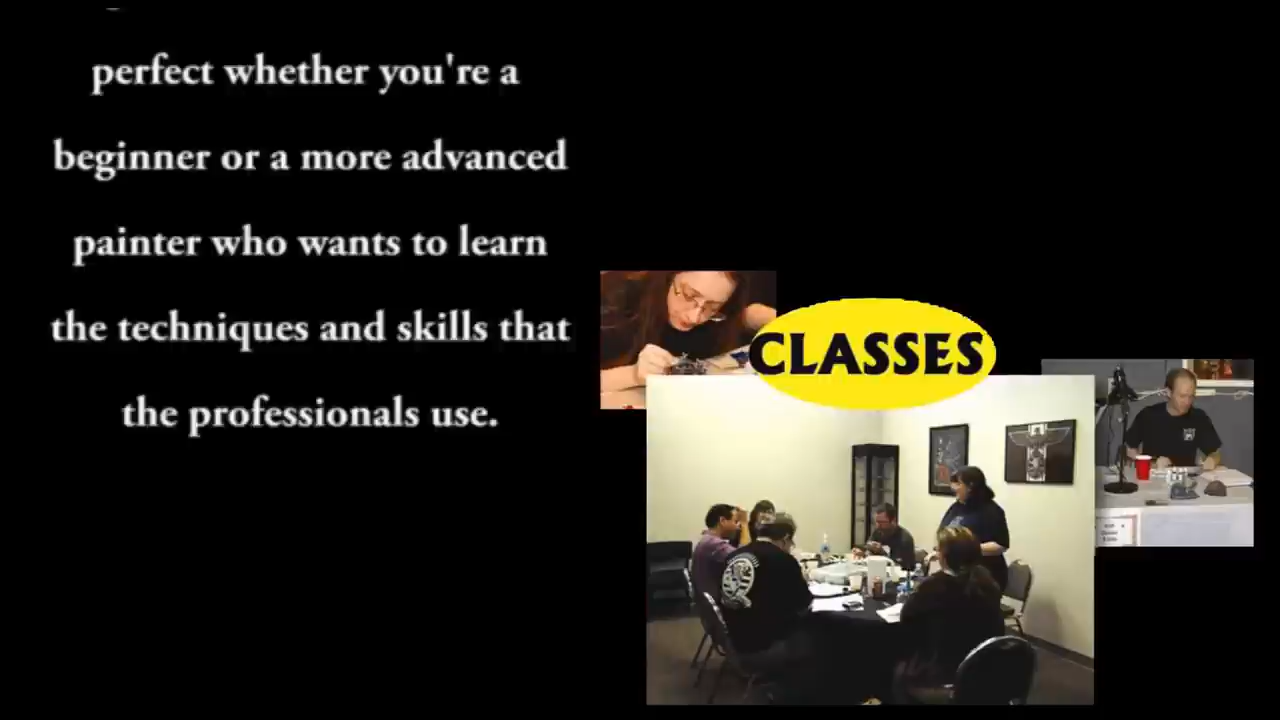 perfect whether you're a
beginner or a more advanced
painter who wants to learn
the techniques and skills that
the professionals use.
CLASSES